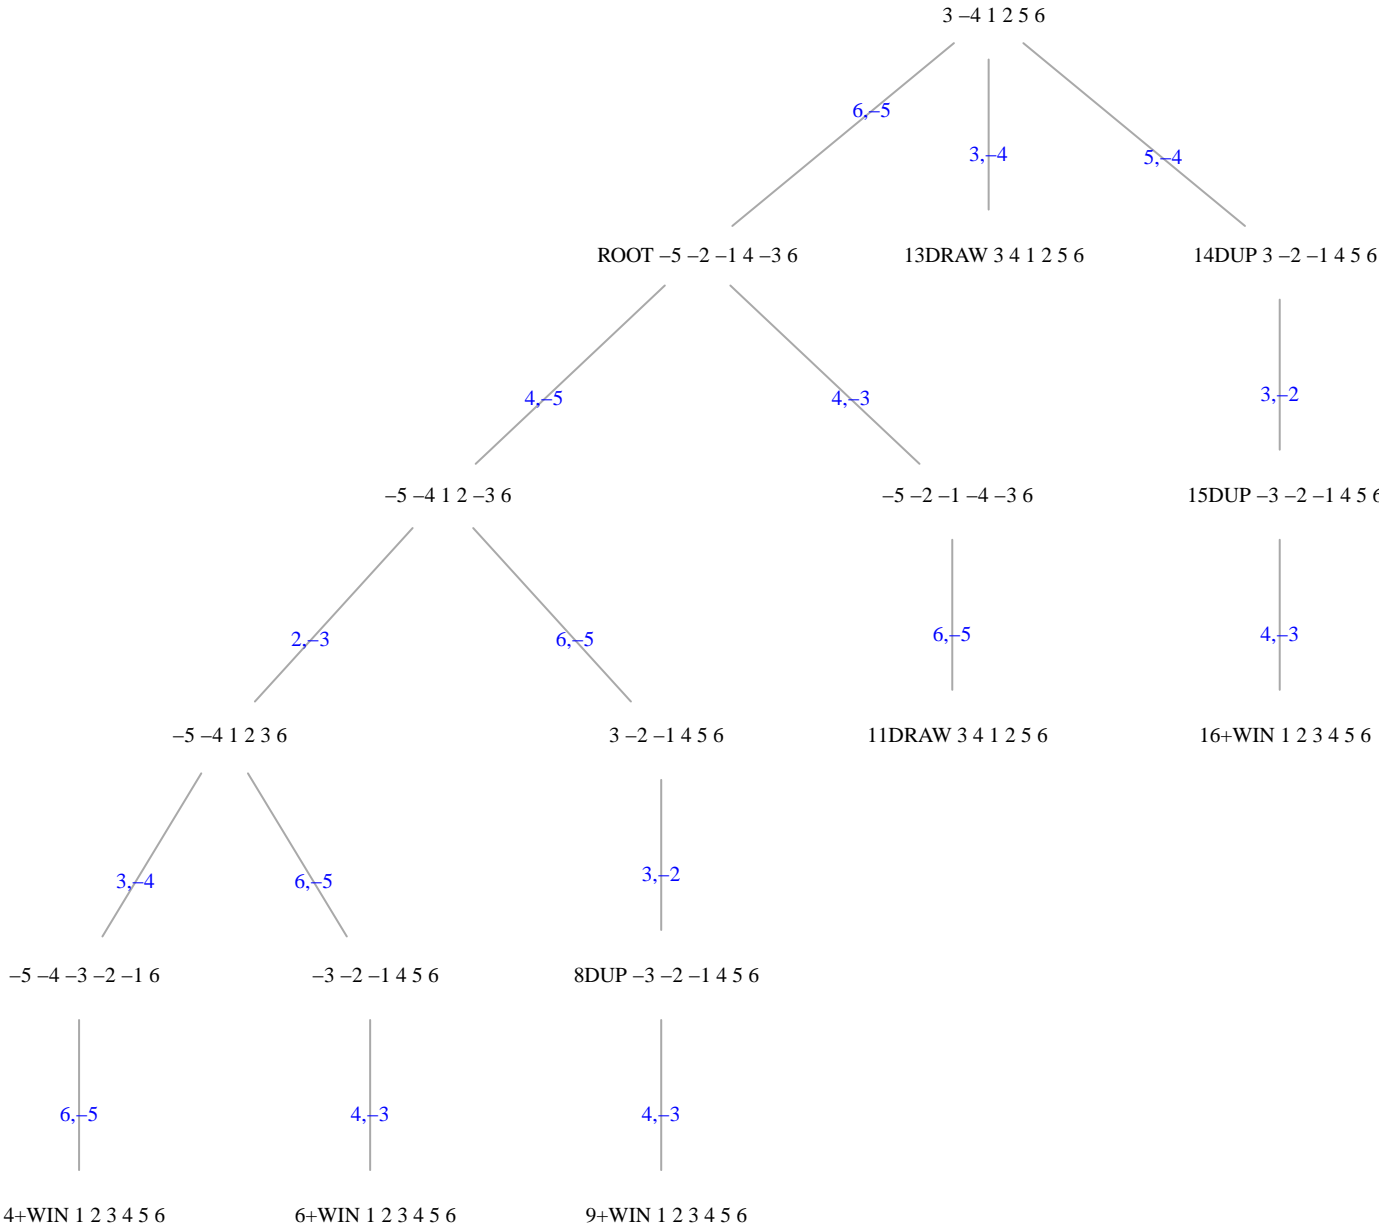 3 −4 1 2 5 6
6,−5
3,−4
5,−4
ROOT −5 −2 −1 4 −3 6
13DRAW 3 4 1 2 5 6
14DUP 3 −2 −1 4 5 6
4,−5
4,−3
3,−2
−5 −4 1 2 −3 6
−5 −2 −1 −4 −3 6
15DUP −3 −2 −1 4 5 6
2,−3
6,−5
6,−5
4,−3
−5 −4 1 2 3 6
3 −2 −1 4 5 6
11DRAW 3 4 1 2 5 6
16+WIN 1 2 3 4 5 6
3,−4
6,−5
3,−2
−5 −4 −3 −2 −1 6
−3 −2 −1 4 5 6
8DUP −3 −2 −1 4 5 6
6,−5
4,−3
4,−3
4+WIN 1 2 3 4 5 6
6+WIN 1 2 3 4 5 6
9+WIN 1 2 3 4 5 6